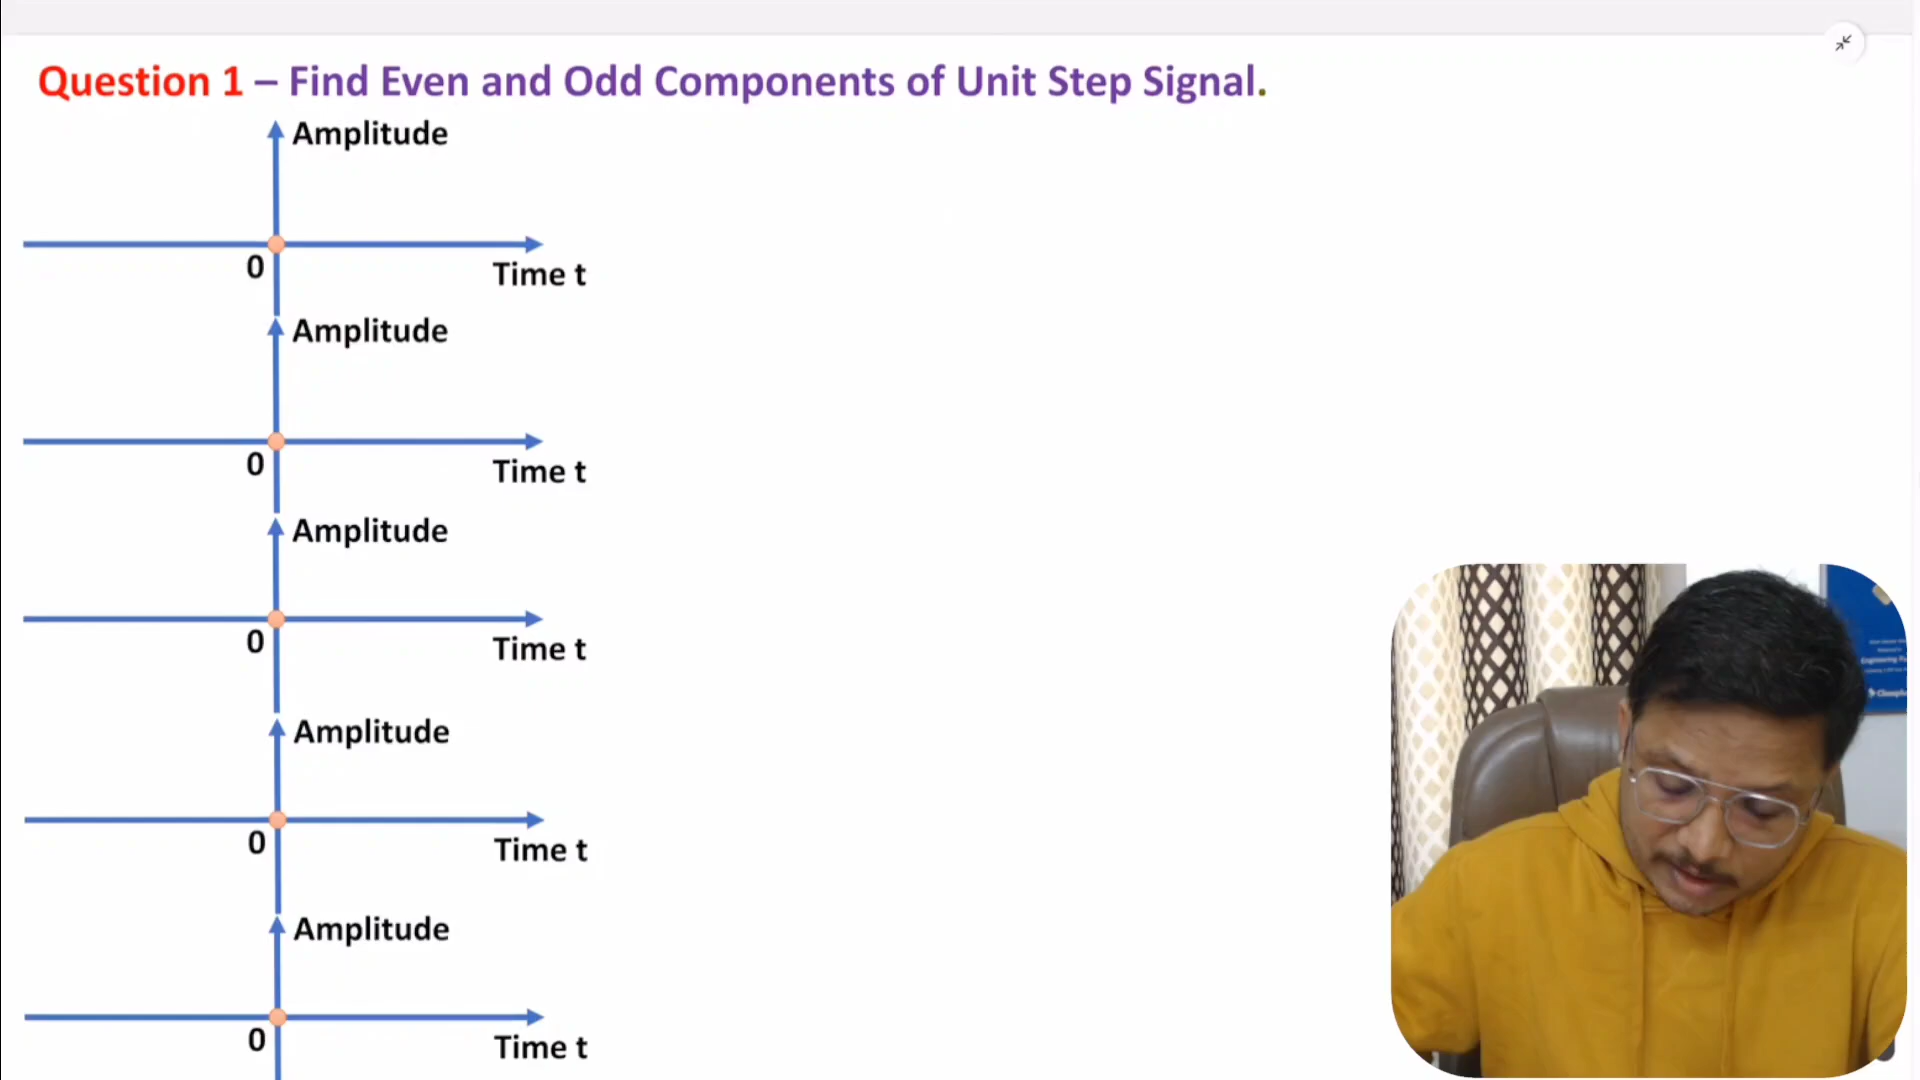 Question 1 – Find Even and Odd Components of Unit Step Signal.
Amplitude
0
Time t
Amplitude
0
Time t
Amplitude
0
Time t
Amplitude
0
Time t
Amplitude
0
Time t